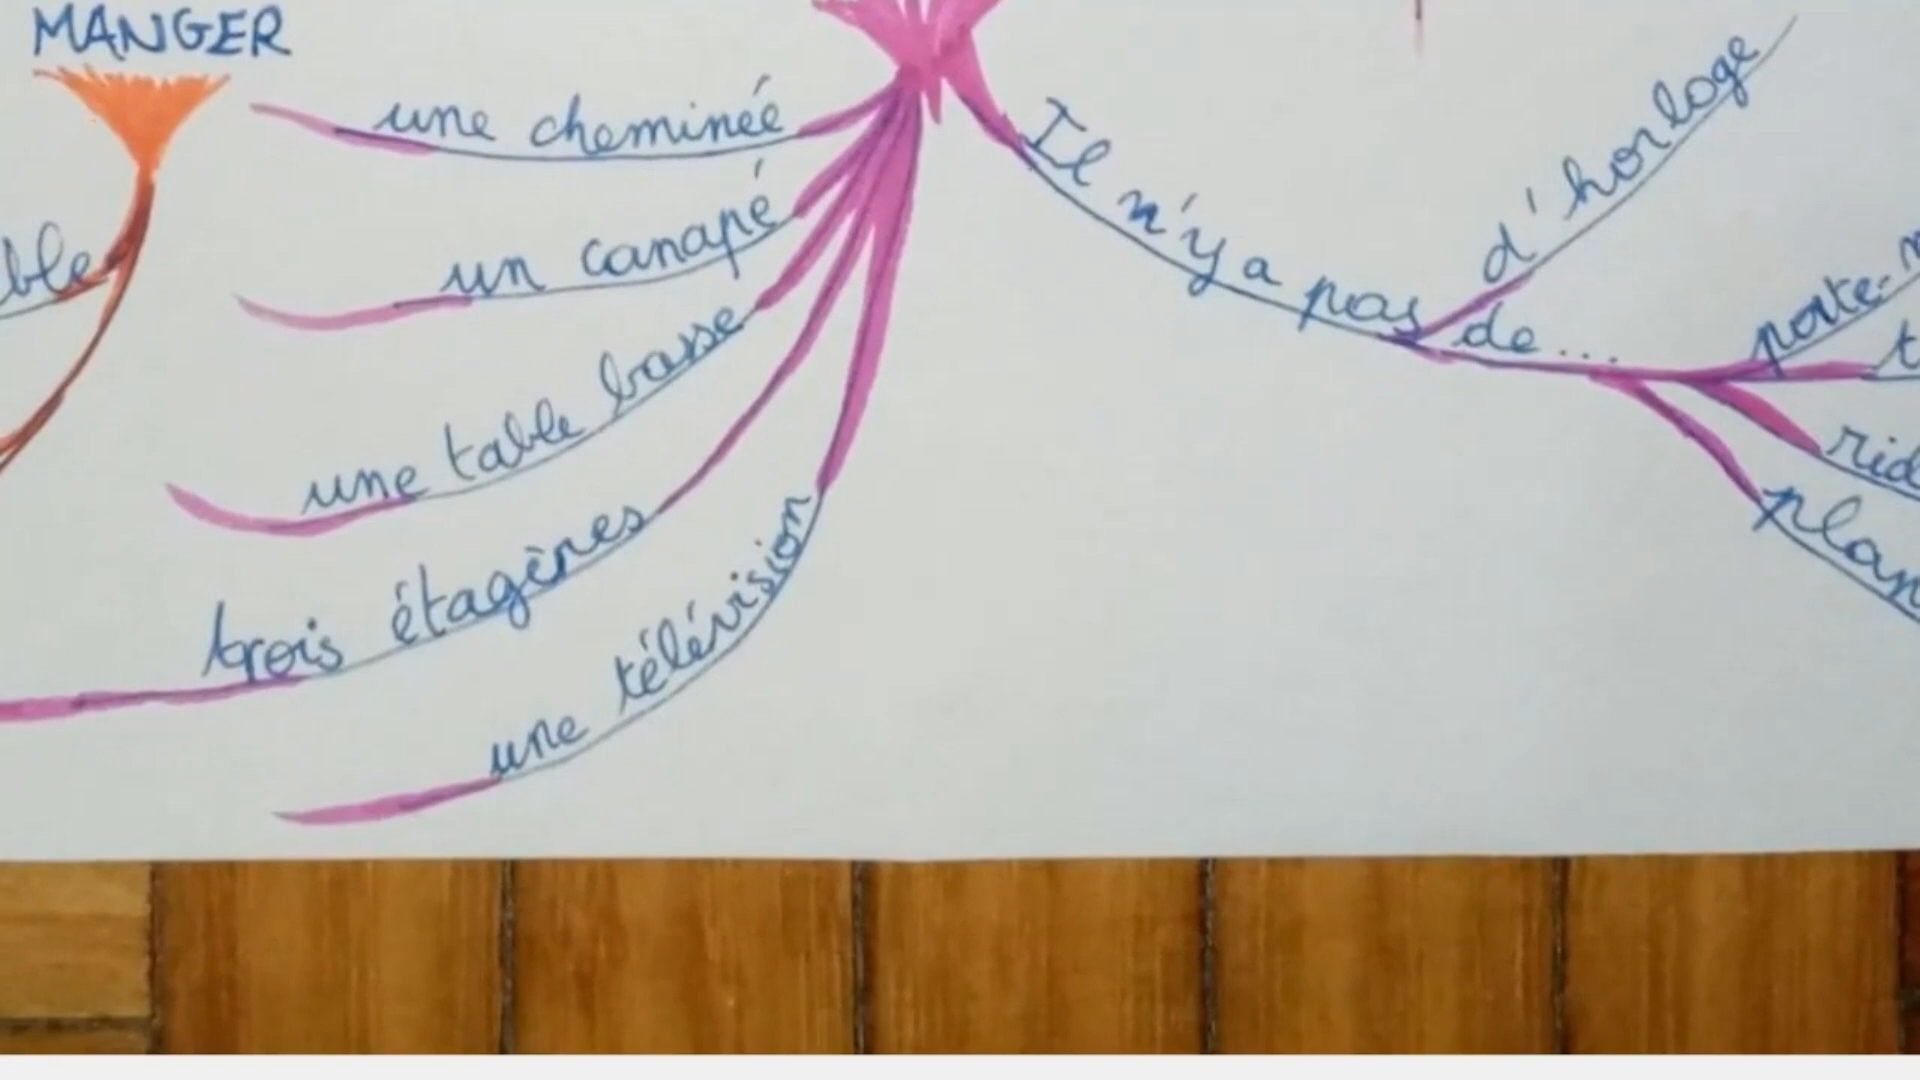 MANGER
une cheminée
un canapé
une table basse
trois étagères
une télévision
Il n'y a pas de...
d'horloge